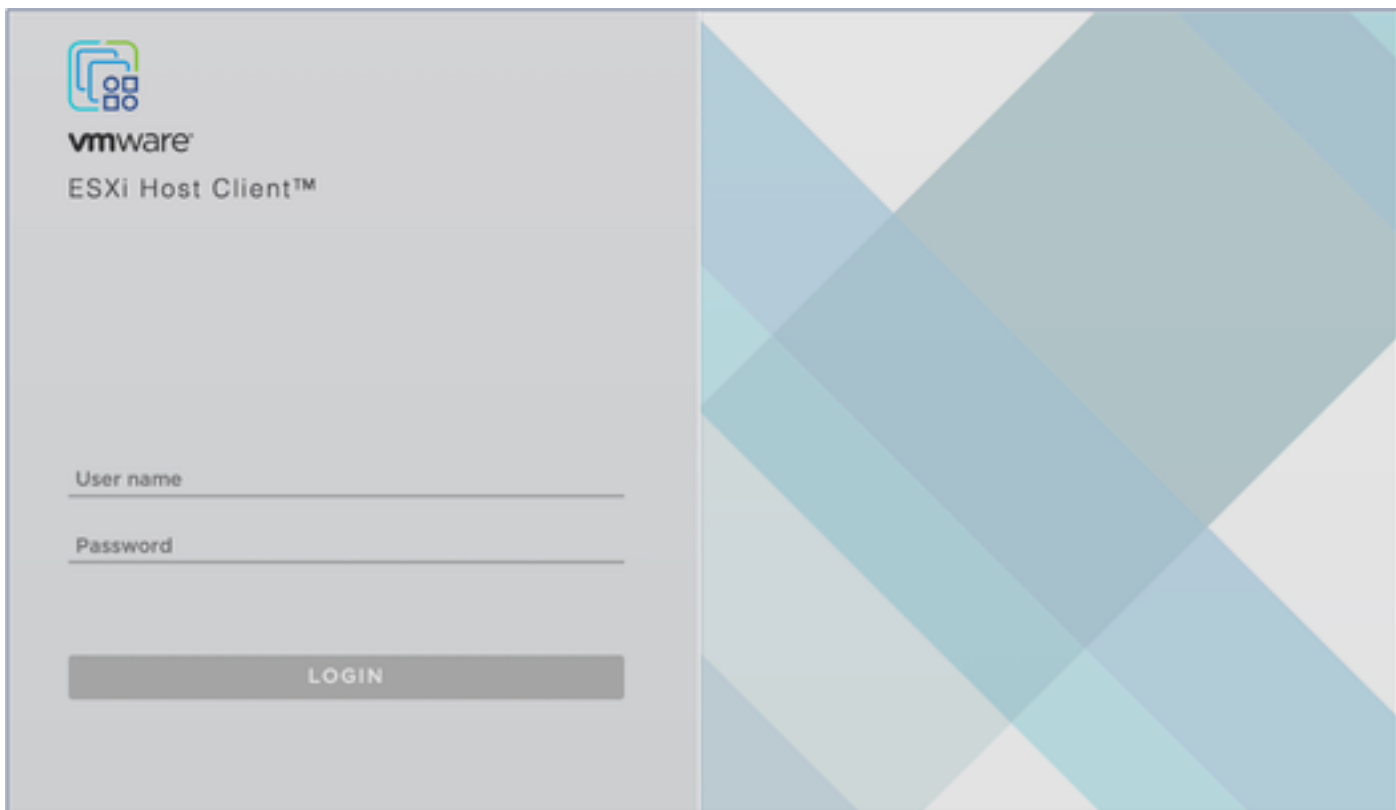 vmware®
ESXi Host Client™
User name
Password
LOGIN